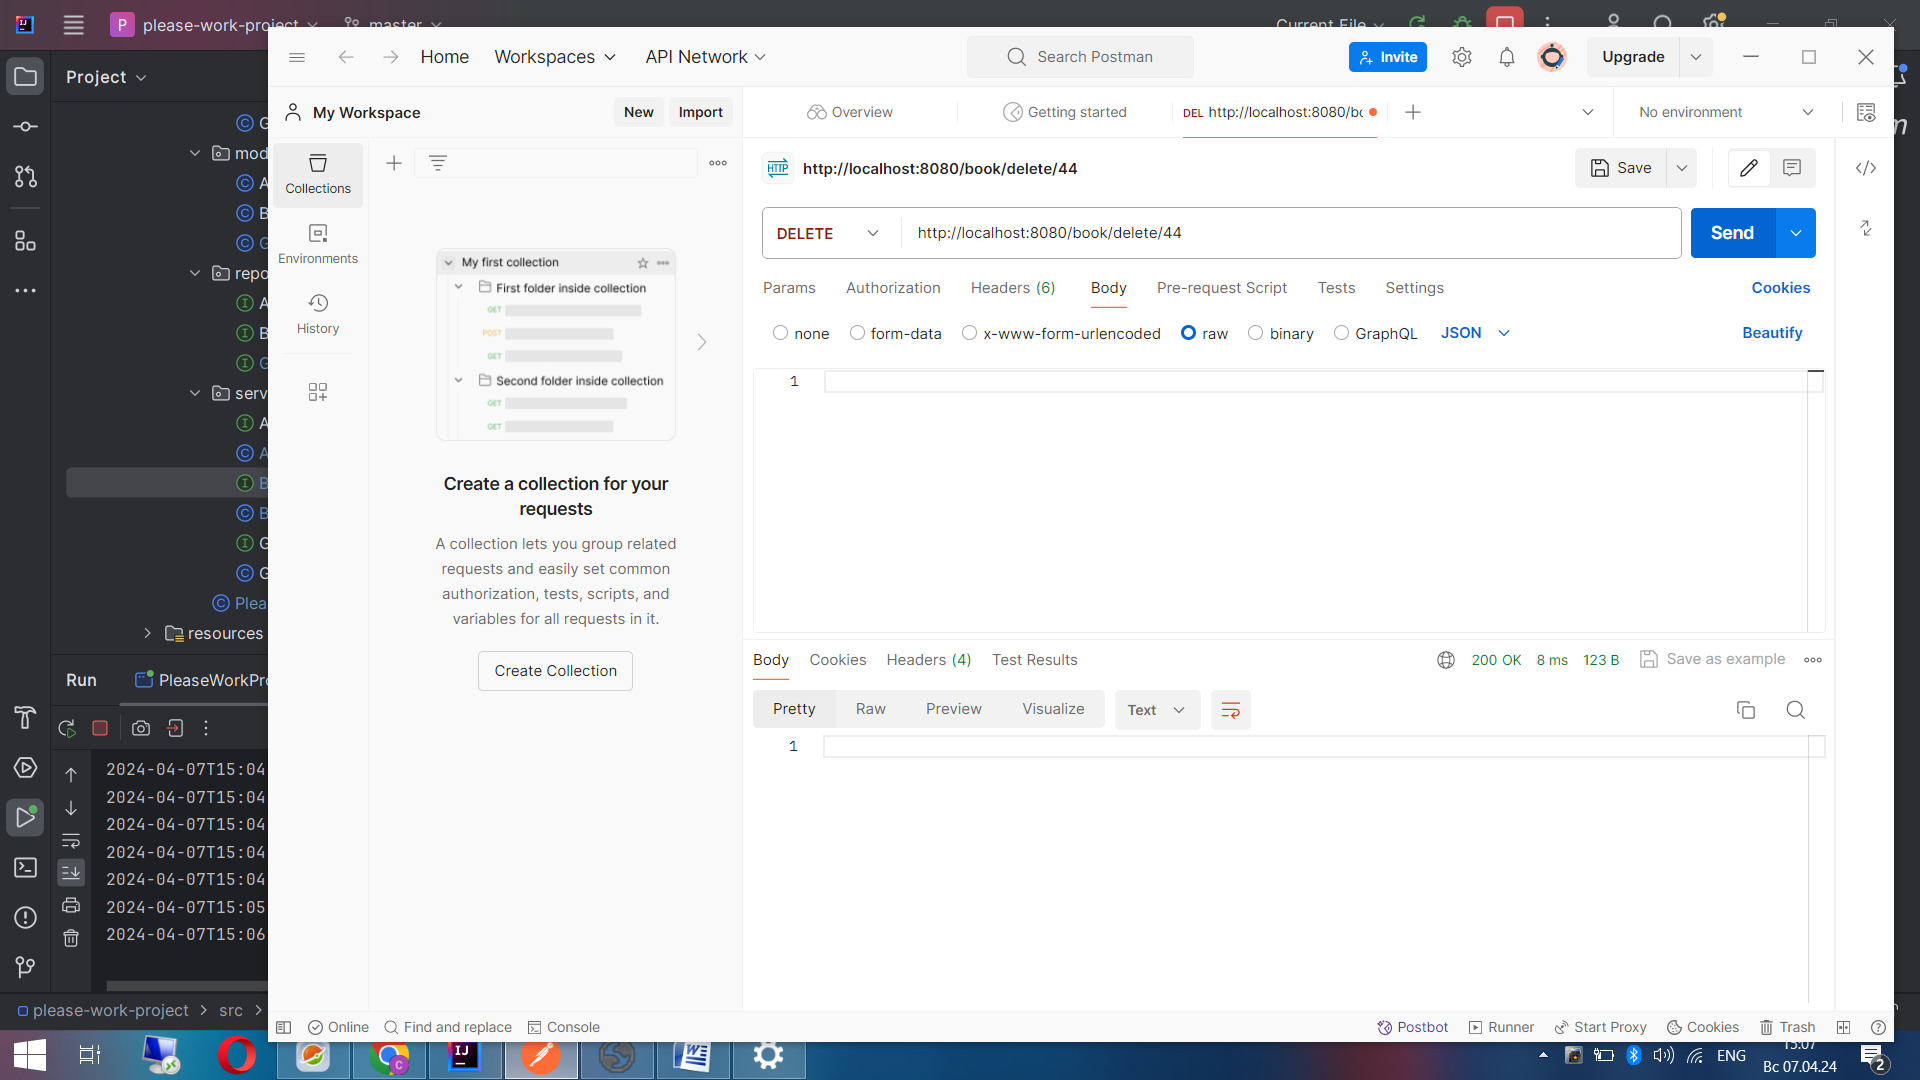 P please-work-project master Current File
Project
G
mod
A
B
G
repo
A
B
G
serv
A
A
B
B
G
G
Plea
resources
Run PleaseWorkPro
2024-04-07T15:04
2024-04-07T15:04
2024-04-07T15:04
2024-04-07T15:04
2024-04-07T15:04
2024-04-07T15:05
2024-04-07T15:06
please-work-project > src >
Home Workspaces API Network Search Postman Invite Upgrade
My Workspace New Import
Overview Getting started DEL http://localhost:8080/bo No environment
Collections
Environments
History
My first collection
First folder inside collection
GET
POST
GET
Second folder inside collection
GET
GET
Create a collection for your
requests
A collection lets you group related
requests and easily set common
authorization, tests, scripts, and
variables for all requests in it.
Create Collection
HTTP http://localhost:8080/book/delete/44 Save
DELETE http://localhost:8080/book/delete/44 Send
Params Authorization Headers (6) Body Pre-request Script Tests Settings Cookies
none form-data x-www-form-urlencoded raw binary GraphQL JSON Beautify
1
Body Cookies Headers (4) Test Results 200 OK 8 ms 123 B Save as example
Pretty Raw Preview Visualize Text
1
Online Find and replace Console Postbot Runner Start Proxy Cookies Trash
ENG 15:07
Вс 07.04.24 2